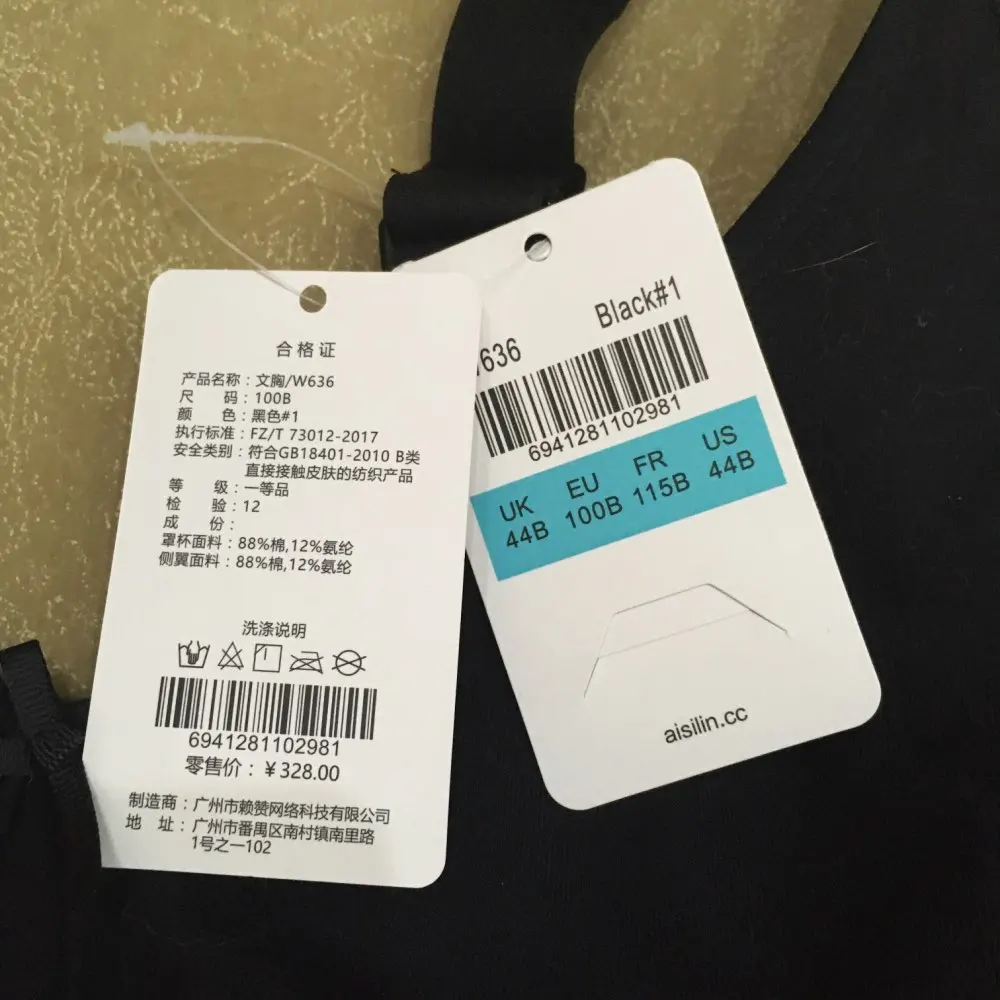 合格证
产品名称：文胸/W636
尺 码：100B
颜 色：黑色#1
执行标准：FZ/T 73012-2017
安全类别：符合GB18401-2010 B类
直接接触皮肤的纺织产品
等 级：一等品
检 验：12
成 份：
罩杯面料：88%棉,12%氨纶
侧翼面料：88%棉,12%氨纶
洗涤说明
6941281102981
零售价：￥328.00
制造商：广州市赖赞网络科技有限公司
地 址：广州市番禺区南村镇南里路
1号之一102
Black#1
636
6941281102981
UK EU FR US
44B 100B 115B 44B
aisilin.cc